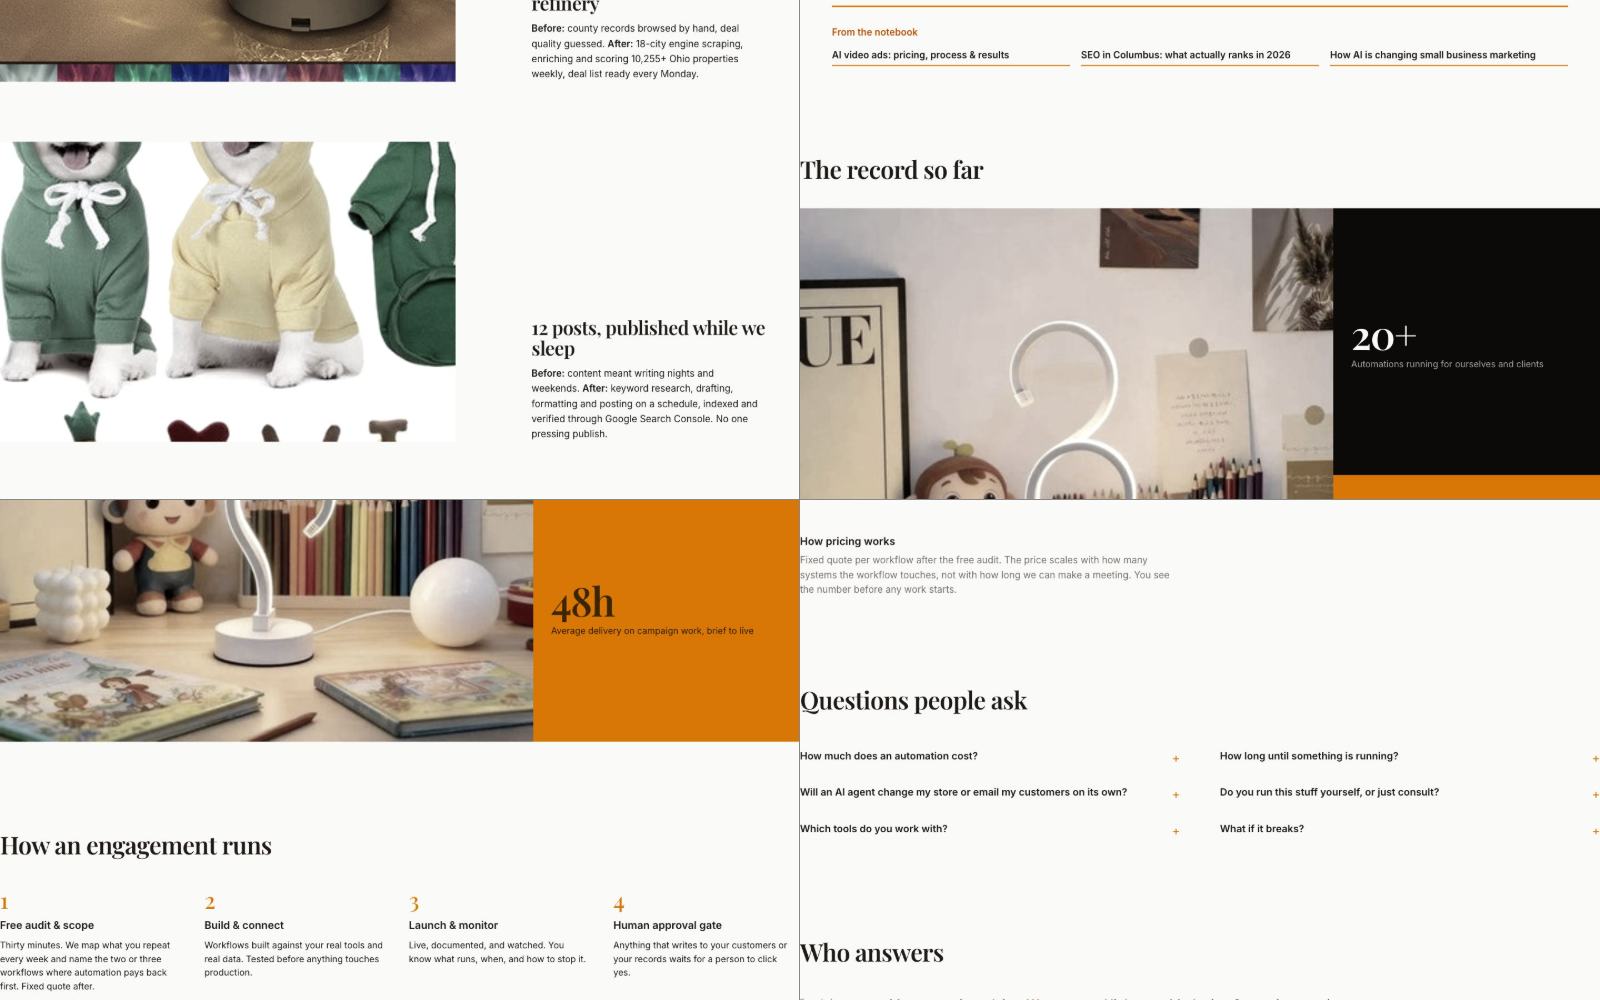 refinery
Before: county records browsed by hand, deal
quality guessed. After: 18-city engine scraping,
enriching and scoring 10,255+ Ohio properties
weekly, deal list ready every Monday.
12 posts, published while we
sleep
Before: content meant writing nights and
weekends. After: keyword research, drafting,
formatting and posting on a schedule, indexed and
verified through Google Search Console. No one
pressing publish.
From the notebook
AI video ads: pricing, process & results
SEO in Columbus: what actually ranks in 2026
How AI is changing small business marketing
The record so far
UE
20+
Automations running for ourselves and clients
48h
Average delivery on campaign work, brief to live
How an engagement runs
1
Free audit & scope
Thirty minutes. We map what you repeat
every week and name the two or three
workflows where automation pays back
first. Fixed quote after.
2
Build & connect
Workflows built against your real tools and
real data. Tested before anything touches
production.
3
Launch & monitor
Live, documented, and watched. You
know what runs, when, and how to stop it.
4
Human approval gate
Anything that writes to your customers or
your records waits for a person to click
yes.
How pricing works
Fixed quote per workflow after the free audit. The price scales with how many
systems the workflow touches, not with how long we can make a meeting. You see
the number before any work starts.
Questions people ask
How much does an automation cost? +
How long until something is running? +
Will an AI agent change my store or email my customers on its own? +
Do you run this stuff yourself, or just consult? +
Which tools do you work with? +
What if it breaks? +
Who answers